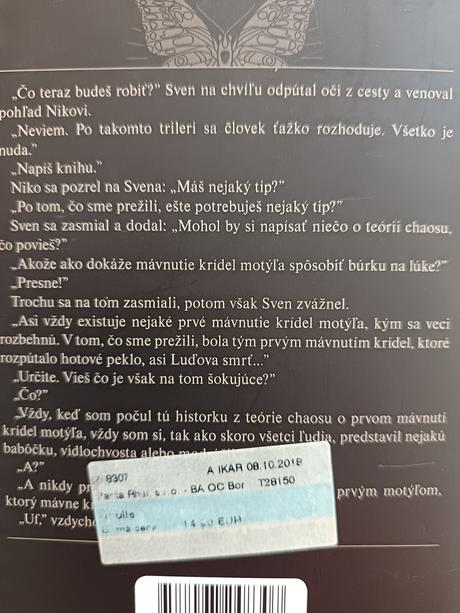 „Čo teraz budeš robiť?" Sven na chvíľu odpútal oči z cesty a venoval
pohľad Nikovi.
„Neviem. Po takomto trileri sa človek ťažko rozhoduje. Všetko je
nuda."
„Napíš knihu."
Niko sa pozrel na Svena: „Máš nejaký tip?"
„Po tom, čo sme prežili, ešte potrebuješ nejaký tip?"
Sven sa zasmial a dodal: „Mohol by si napísať niečo o teórii chaosu,
čo povieš?"
„Akože ako dokáže mávnutie krídel motýľa spôsobiť búrku na lúke?"
„Presne!"
Trochu sa na tom zasmiali, potom však Sven zvážnel.
„Asi vždy existuje nejaké prvé mávnutie krídel motýľa, kým sa veci
rozbehnú. V tom, čo sme prežili, bola tým prvým mávnutím krídel, ktoré
rozpútalo hotové peklo, asi Ľuďova smrť..."
„Určite. Vieš čo je však na tom šokujúce?"
„Čo?"
„Vždy, keď som počul tú historku z teórie chaosu o prvom mávnutí
krídel motýľa, vždy som si, tak ako skoro všetci ľudia, predstavil nejakú
babôčku, vidlochvosta alebo
„A?"
„A nikdy prvým motýľom,
ktorý mávne
„Uf," vzdych
8307 A IKAR 08.10.2018
s.r.o. - BA OC Bor T28150